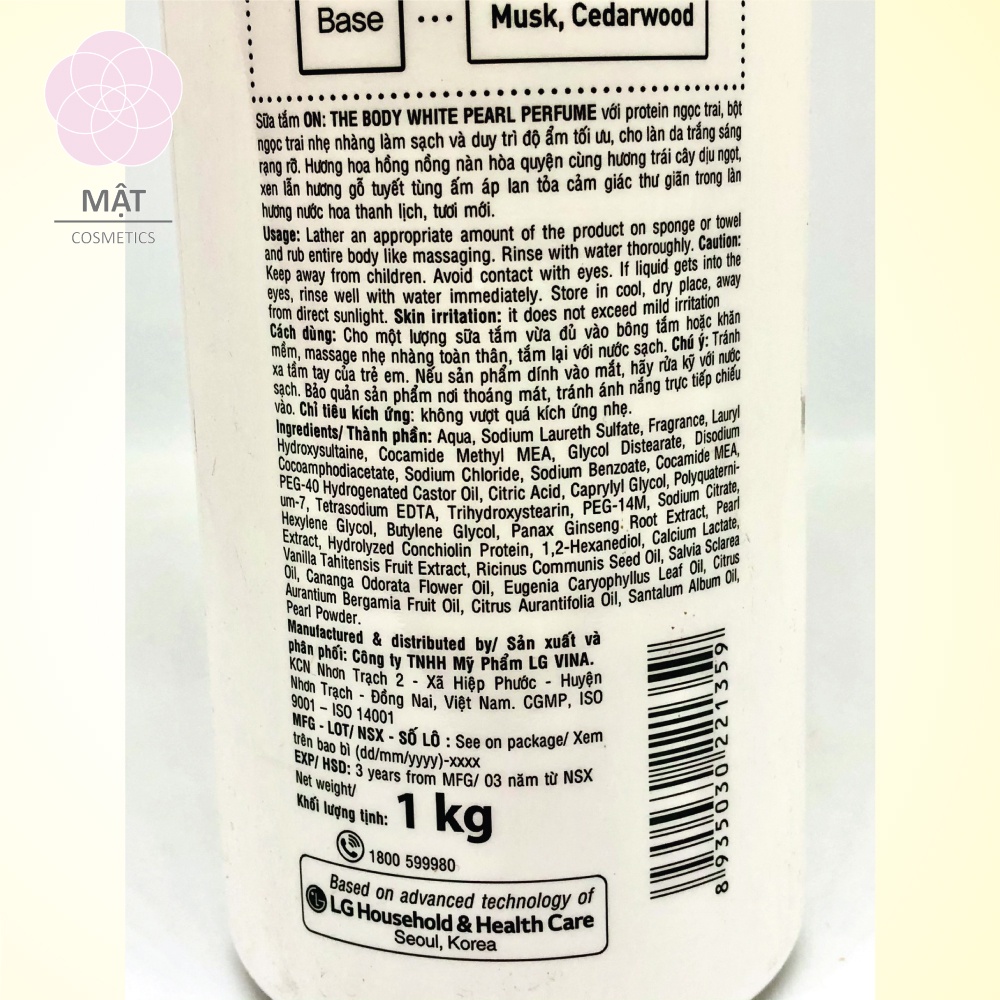 Base ... Musk, Cedarwood
MẬT
COSMETICS
Sữa tắm ON: THE BODY WHITE PEARL PERFUME với protein ngọc trai, bột
ngọc trai nhẹ nhàng làm sạch và duy trì độ ẩm tối ưu, cho làn da trắng sáng
rạng rỡ. Hương hoa hồng nồng nàn hòa quyện cùng hương trái cây dịu ngọt,
xen lẫn hương gỗ tuyết tùng ấm áp lan tỏa cảm giác thư giãn trong làn
hương nước hoa thanh lịch, tươi mới.
Usage: Lather an appropriate amount of the product on sponge or towel
and rub entire body like massaging. Rinse with water thoroughly. Caution:
Keep away from children. Avoid contact with eyes. If liquid gets into the
eyes, rinse well with water immediately. Store in cool, dry place, away
from direct sunlight. Skin irritation: it does not exceed mild irritation
Cách dùng: Cho một lượng sữa tắm vừa đủ vào bông tắm hoặc khăn
mềm, massage nhẹ nhàng toàn thân, tắm lại với nước sạch. Chú ý: Tránh
xa tầm tay của trẻ em. Nếu sản phẩm dính vào mắt, hãy rửa kỹ với nước
sạch. Bảo quản sản phẩm nơi thoáng mát, tránh ánh nắng trực tiếp chiếu
vào. Chỉ tiêu kích ứng: không vượt quá kích ứng nhẹ.
Ingredients/ Thành phần: Aqua, Sodium Laureth Sulfate, Fragrance, Lauryl
Hydroxysultaine, Cocamide Methyl MEA, Glycol Distearate, Disodium
Cocoamphodiacetate, Sodium Chloride, Sodium Benzoate, Cocamide MEA,
PEG-40 Hydrogenated Castor Oil, Citric Acid, Caprylyl Glycol, Polyquaterni-
um-7, Tetrasodium EDTA, Trihydroxystearin, PEG-14M, Sodium Citrate,
Hexylene Glycol, Butylene Glycol, Panax Ginseng Root Extract, Pearl
Extract, Hydrolyzed Conchiolin Protein, 1,2-Hexanediol, Calcium Lactate,
Vanilla Tahitensis Fruit Extract, Ricinus Communis Seed Oil, Salvia Sclarea
Oil, Cananga Odorata Flower Oil, Eugenia Caryophyllus Leaf Oil, Citrus
Aurantium Bergamia Fruit Oil, Citrus Aurantifolia Oil, Santalum Album Oil,
Pearl Powder.
Manufactured & distributed by/ Sản xuất và
phân phối: Công ty TNHH Mỹ Phẩm LG VINA.
KCN Nhơn Trạch 2 - Xã Hiệp Phước - Huyện
Nhơn Trạch - Đồng Nai, Việt Nam. CGMP, ISO
9001 – ISO 14001
MFG - LOT/ NSX - SỐ LÔ : See on package/ Xem
trên bao bì (dd/mm/yyyy)-xxxx
EXP/ HSD: 3 years from MFG/ 03 năm từ NSX
Net weight/
Khối lượng tịnh: 1 kg
1800 599980
8 935030 221359
Based on advanced technology of
LG LG Household & Health Care
Seoul, Korea